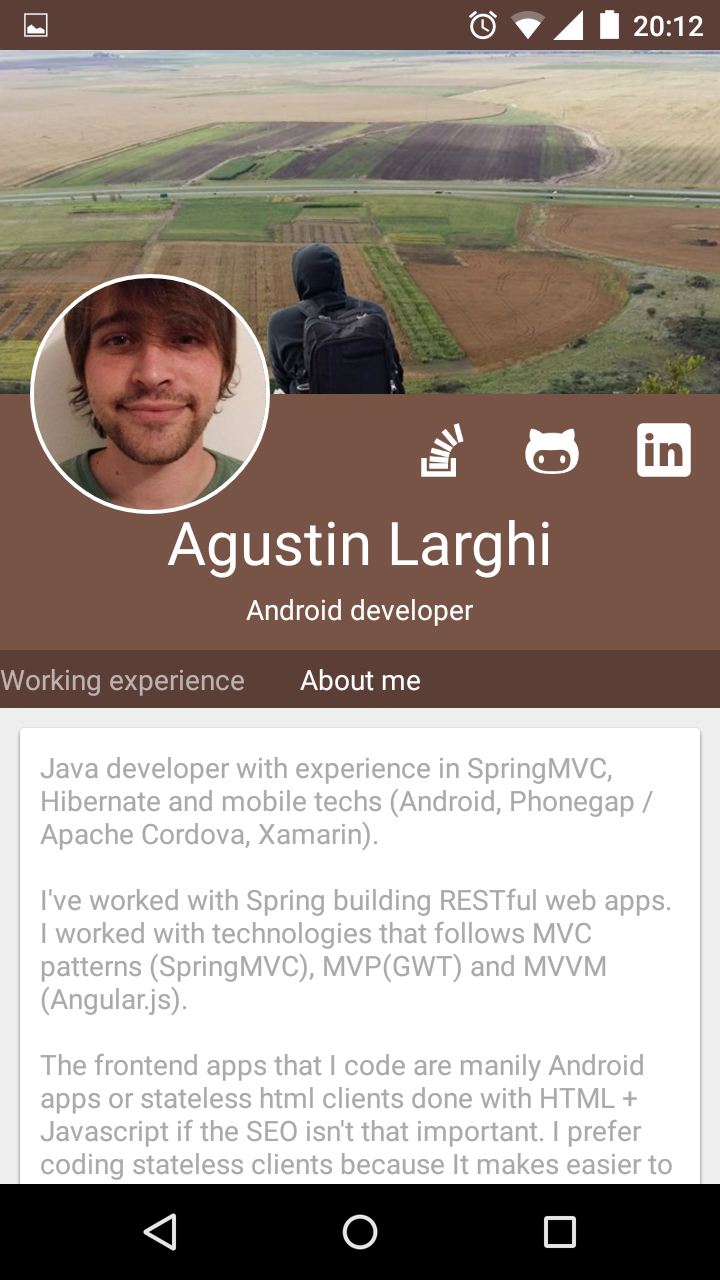 20:12
in
Agustin Larghi
Android developer
Working experience About me
Java developer with experience in SpringMVC,
Hibernate and mobile techs (Android, Phonegap /
Apache Cordova, Xamarin).
I've worked with Spring building RESTful web apps.
I worked with technologies that follows MVC
patterns (SpringMVC), MVP(GWT) and MVVM
(Angular.js).
The frontend apps that I code are manily Android
apps or stateless html clients done with HTML +
Javascript if the SEO isn't that important. I prefer
coding stateless clients because It makes easier to